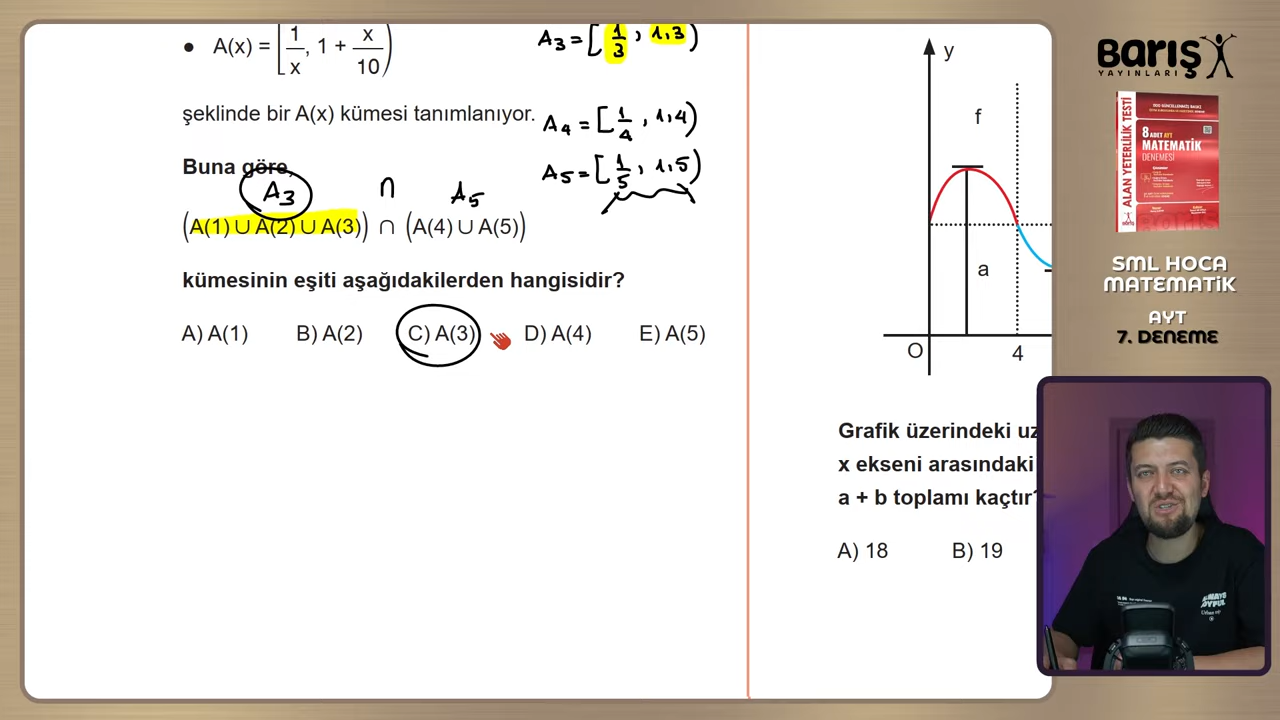 • A(x) = [1/x, 1 + x/10)
şeklinde bir A(x) kümesi tanımlanıyor.
Buna göre,
A3 ∩ A5
(A(1) ∪ A(2) ∪ A(3)) ∩ (A(4) ∪ A(5))
kümesinin eşiti aşağıdakilerden hangisidir?
A) A(1) B) A(2) C) A(3) D) A(4) E) A(5)
A3 = [1/3, 1,3)
A4 = [1/4, 1,4)
A5 = [1/5, 1,5)
y
f
a
O
4
Grafik üzerindeki
x ekseni arasındaki
a + b toplamı kaçtır?
A) 18 B) 19
Barış
YAYINLARI
ALAN YETERLİLİK TESTİ
8 ADET AYT
MATEMATİK
DENEMESİ
SML HOCA
MATEMATİK
AYT
7. DENEME